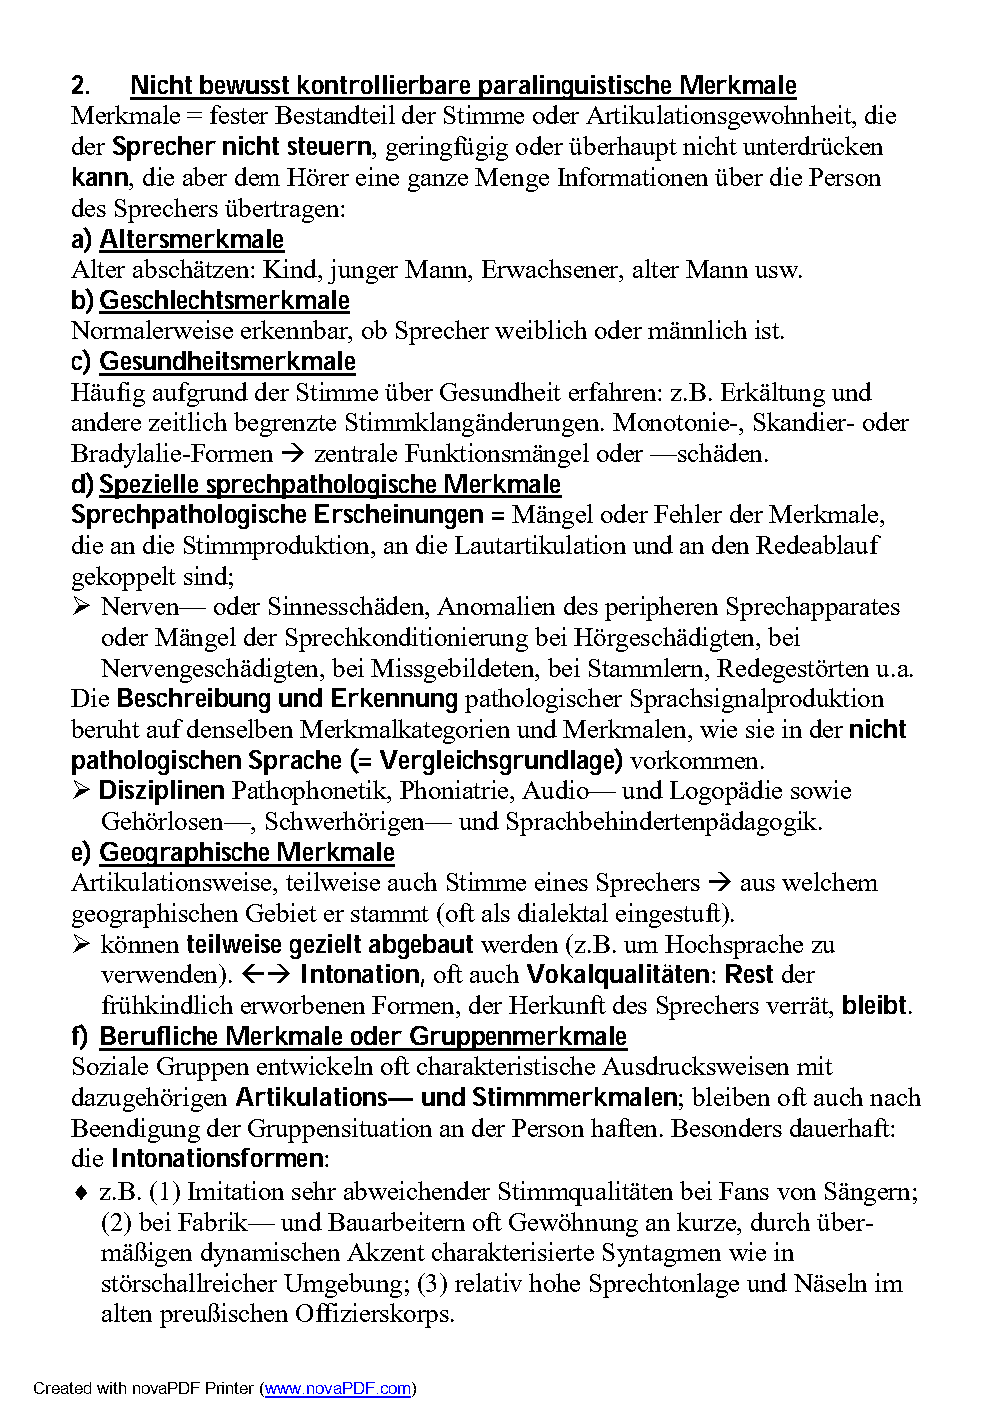 2. Nicht bewusst kontrollierbare paralinguistische Merkmale
Merkmale = fester Bestandteil der Stimme oder Artikulationsgewohnheit, die
der Sprecher nicht steuern, geringfügig oder überhaupt nicht unterdrücken
kann, die aber dem Hörer eine ganze Menge Informationen über die Person
des Sprechers übertragen:
a) Altersmerkmale
Alter abschätzen: Kind, junger Mann, Erwachsener, alter Mann usw.
b) Geschlechtsmerkmale
Normalerweise erkennbar, ob Sprecher weiblich oder männlich ist.
c) Gesundheitsmerkmale
Häufig aufgrund der Stimme über Gesundheit erfahren: z.B. Erkältung und
andere zeitlich begrenzte Stimmklangänderungen. Monotonie-, Skandier- oder
Bradylalie-Formen → zentrale Funktionsmängel oder —schäden.
d) Spezielle sprechpathologische Merkmale
Sprechpathologische Erscheinungen = Mängel oder Fehler der Merkmale,
die an die Stimmproduktion, an die Lautartikulation und an den Redeablauf
gekoppelt sind;
➢ Nerven— oder Sinnesschäden, Anomalien des peripheren Sprechapparates
oder Mängel der Sprechkonditionierung bei Hörgeschädigten, bei
Nervengeschädigten, bei Missgebildeten, bei Stammlern, Redegestörten u.a.
Die Beschreibung und Erkennung pathologischer Sprachsignalproduktion
beruht auf denselben Merkmalkategorien und Merkmalen, wie sie in der nicht
pathologischen Sprache (= Vergleichsgrundlage) vorkommen.
➢ Disziplinen Pathophonetik, Phoniatrie, Audio— und Logopädie sowie
Gehörlosen—, Schwerhörigen— und Sprachbehindertenpädagogik.
e) Geographische Merkmale
Artikulationsweise, teilweise auch Stimme eines Sprechers → aus welchem
geographischen Gebiet er stammt (oft als dialektal eingestuft).
➢ können teilweise gezielt abgebaut werden (z.B. um Hochsprache zu
verwenden). ←→ Intonation, oft auch Vokalqualitäten: Rest der
frühkindlich erworbenen Formen, der Herkunft des Sprechers verrät, bleibt.
f) Berufliche Merkmale oder Gruppenmerkmale
Soziale Gruppen entwickeln oft charakteristische Ausdrucksweisen mit
dazugehörigen Artikulations— und Stimmmerkmalen; bleiben oft auch nach
Beendigung der Gruppensituation an der Person haften. Besonders dauerhaft:
die Intonationsformen:
♦ z.B. (1) Imitation sehr abweichender Stimmqualitäten bei Fans von Sängern;
(2) bei Fabrik— und Bauarbeitern oft Gewöhnung an kurze, durch über-
mäßigen dynamischen Akzent charakterisierte Syntagmen wie in
störschallreicher Umgebung; (3) relativ hohe Sprechtonlage und Näseln im
alten preußischen Offizierskorps.
Created with novaPDF Printer (www.novaPDF.com)